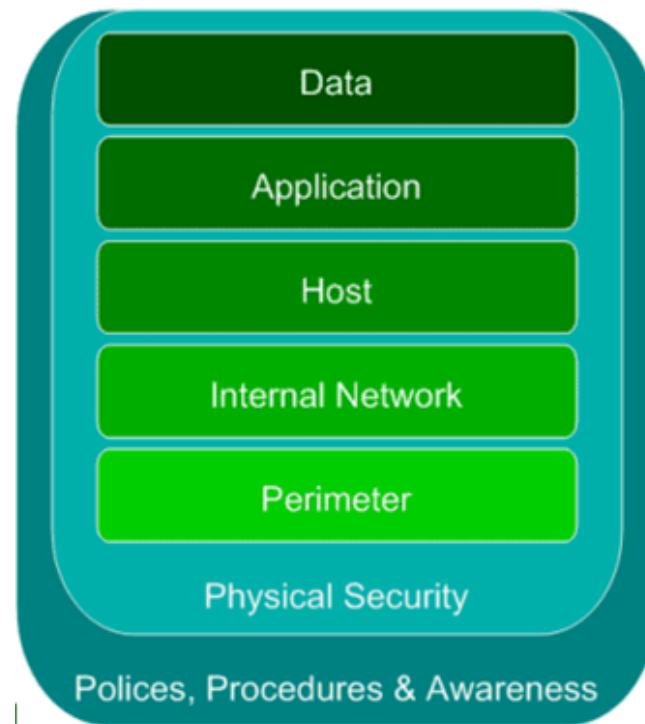 Data
Application
Host
Internal Network
Perimeter
Physical Security
Polices, Procedures & Awareness